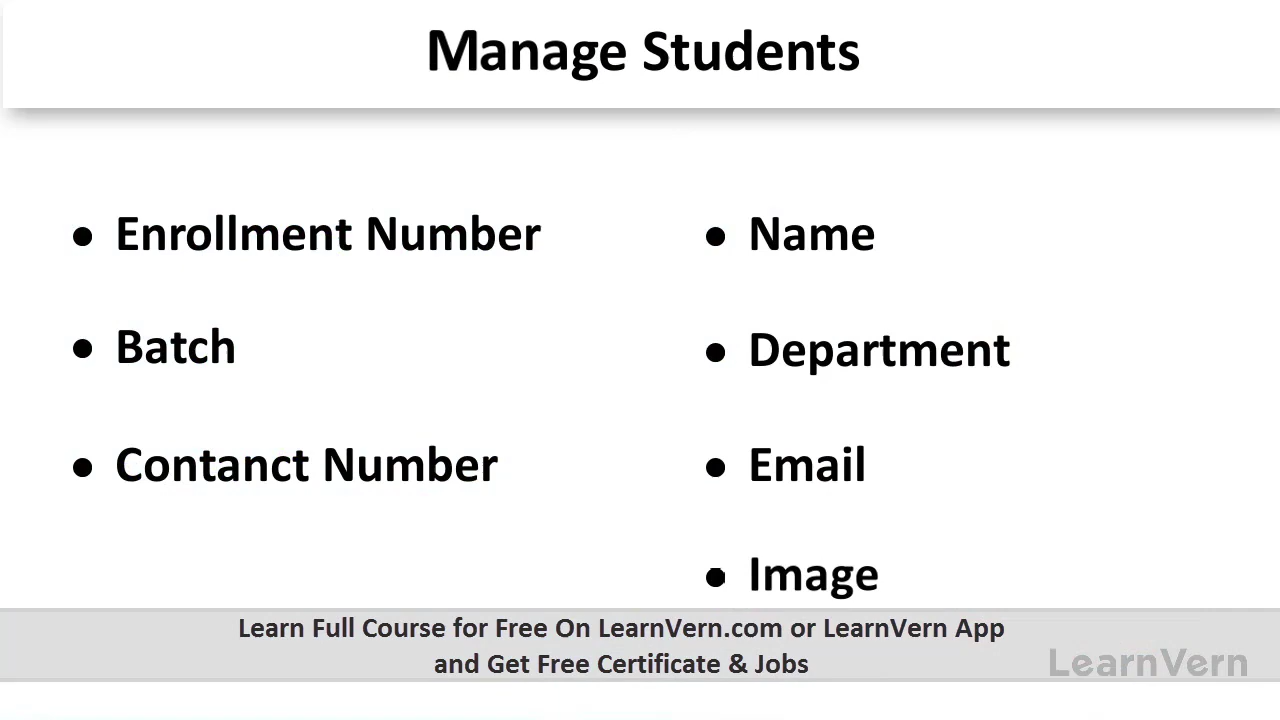 Manage Students
Enrollment Number
Name
Batch
Department
Contanct Number
Email
Image
Learn Full Course for Free On LearnVern.com or LearnVern App
and Get Free Certificate & Jobs
LearnVern